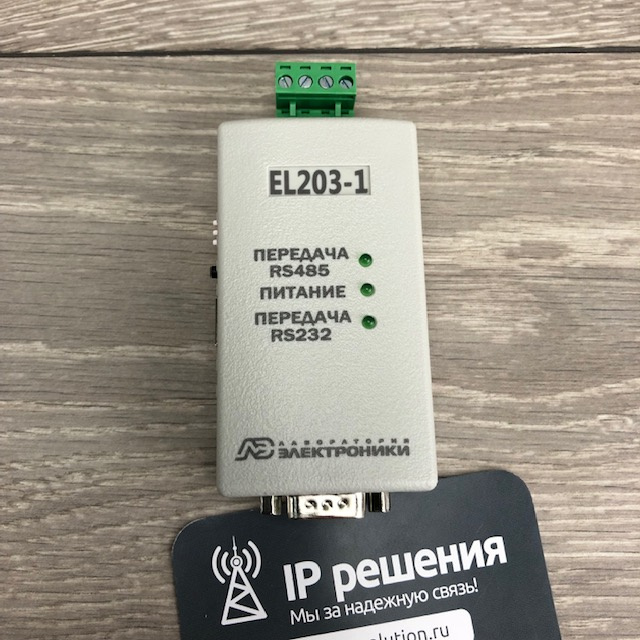 EL203-1
ПЕРЕДАЧА
RS485
ПИТАНИЕ
ПЕРЕДАЧА
RS232
ЛАБОРАТОРИЯ
ЭЛЕКТРОНИКИ
IP решения
Мы за надежную связь!